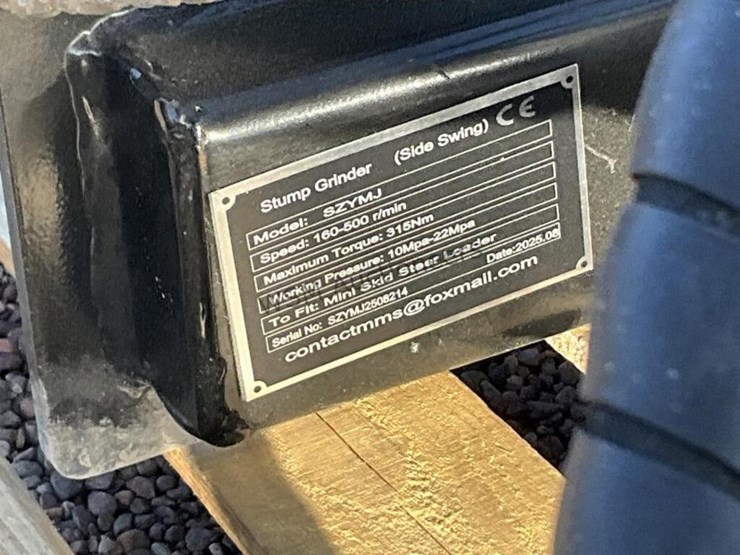 Stump Grinder (Side Swing) CE
Model: SZYMJ
Speed: 160-500 r/min
Maximum Torque: 315Nm
Working Pressure: 10Mpa-22Mpa
To Fit: Mini Skid Steer Loader
Serial No: SZYMJ2508214 Date:2025.08
contactmms@foxmail.com